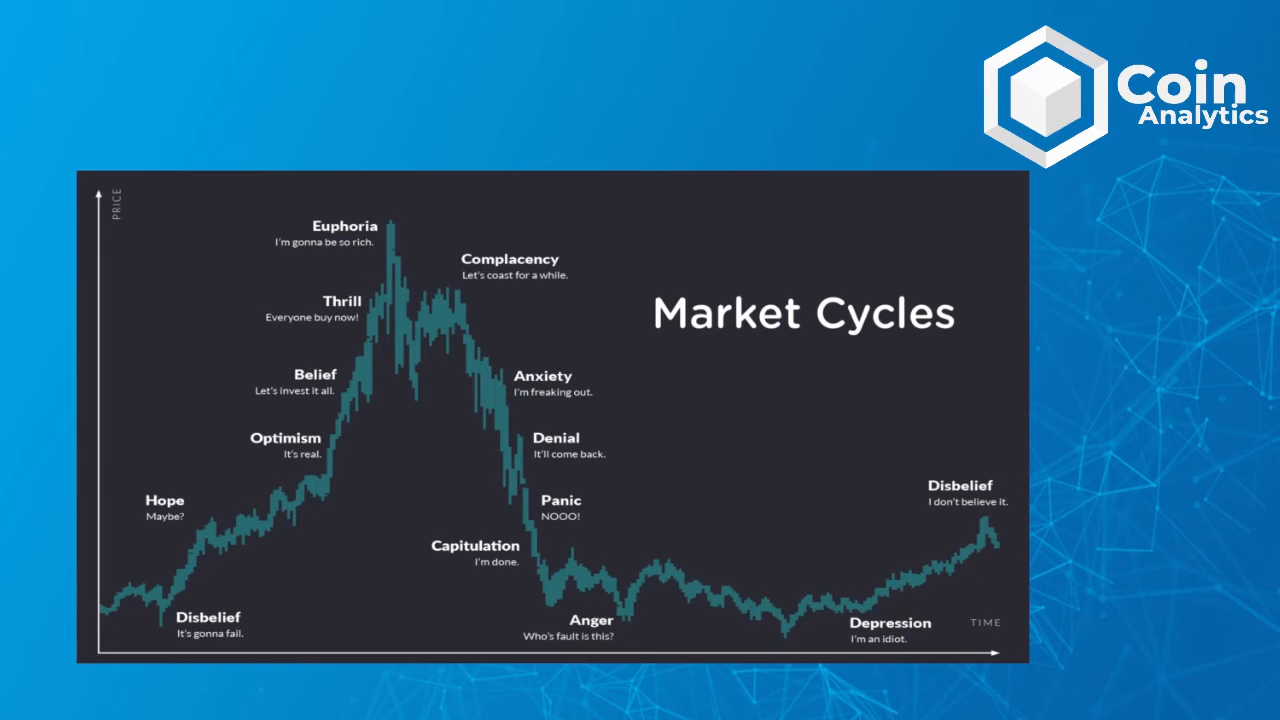 Coin
Analytics
PRICE
Euphoria
I'm gonna be so rich.
Complacency
Let's coast for a while.
Thrill
Everyone buy now!
Market Cycles
Belief
Let's invest it all.
Anxiety
I'm freaking out.
Optimism
It's real.
Denial
It'll come back.
Hope
Maybe?
Panic
NOOO!
Disbelief
I don't believe it.
Capitulation
I'm done.
Disbelief
It's gonna fail.
Anger
Who's fault is this?
Depression
I'm an idiot.
TIME